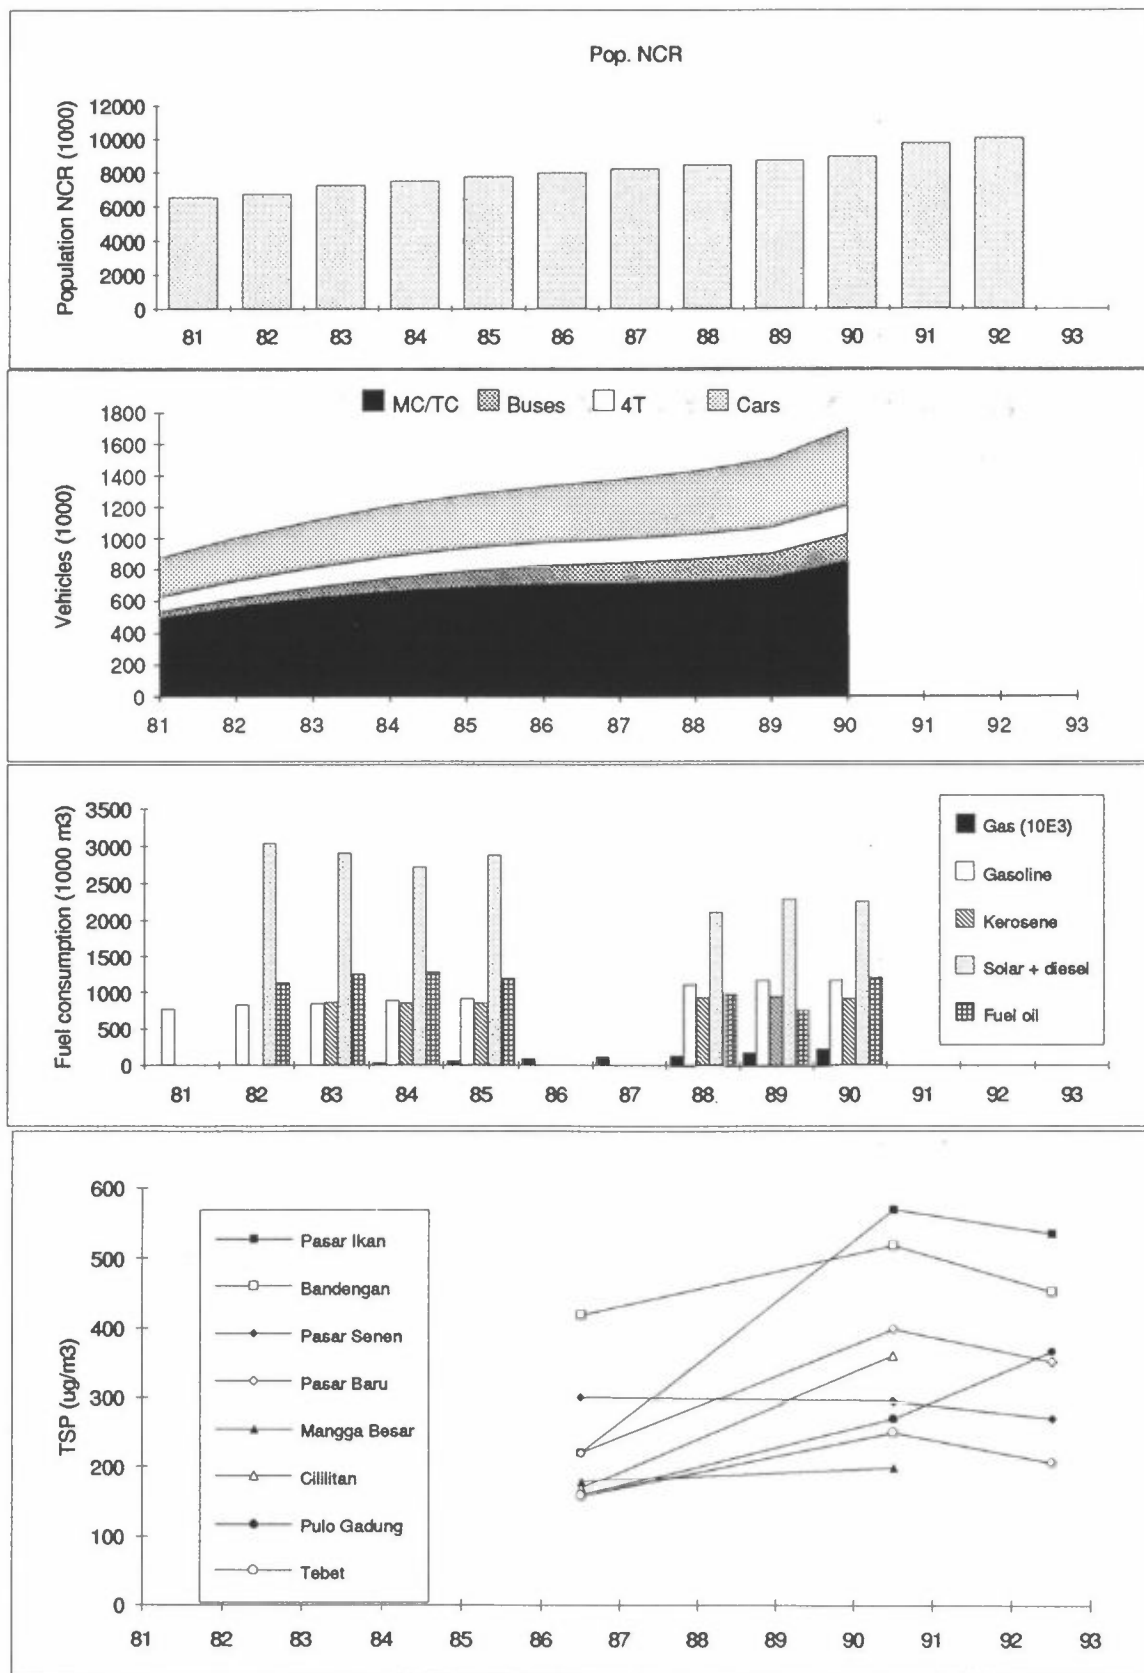 Pop. NCR
Population NCR (1000)
12000
10000
8000
6000
4000
2000
0
81 82 83 84 85 86 87 88 89 90 91 92 93
MC/TC Buses 4T Cars
Vehicles (1000)
1800
1600
1400
1200
1000
800
600
400
200
0
81 82 83 84 85 86 87 88 89 90 91 92 93
Fuel consumption (1000 m3)
3500
3000
2500
2000
1500
1000
500
0
81 82 83 84 85 86 87 88 89 90 91 92 93
Gas (10E3)
Gasoline
Kerosene
Solar + diesel
Fuel oil
TSP (ug/m3)
600
500
400
300
200
100
0
81 82 83 84 85 86 87 88 89 90 91 92 93
Pasar Ikan
Bandengan
Pasar Senen
Pasar Baru
Mangga Besar
Cililitan
Pulo Gadung
Tebet